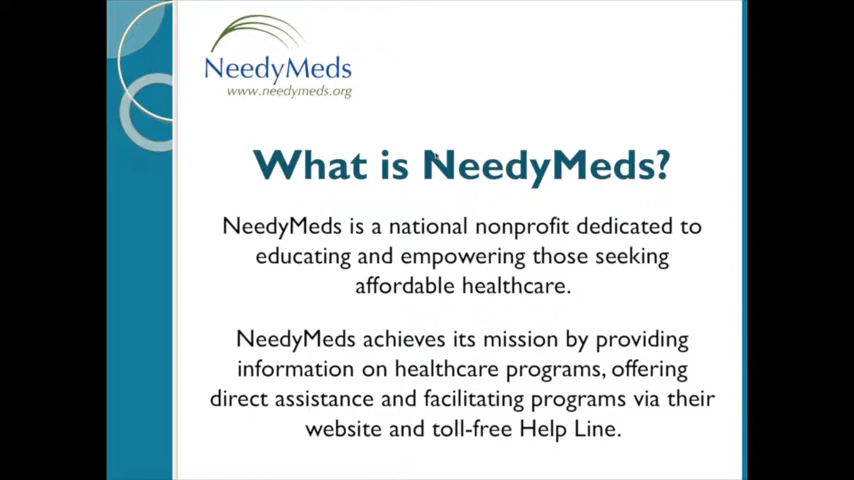 NeedyMeds
www.needymeds.org
What is NeedyMeds?
NeedyMeds is a national nonprofit dedicated to
educating and empowering those seeking
affordable healthcare.
NeedyMeds achieves its mission by providing
information on healthcare programs, offering
direct assistance and facilitating programs via their
website and toll-free Help Line.